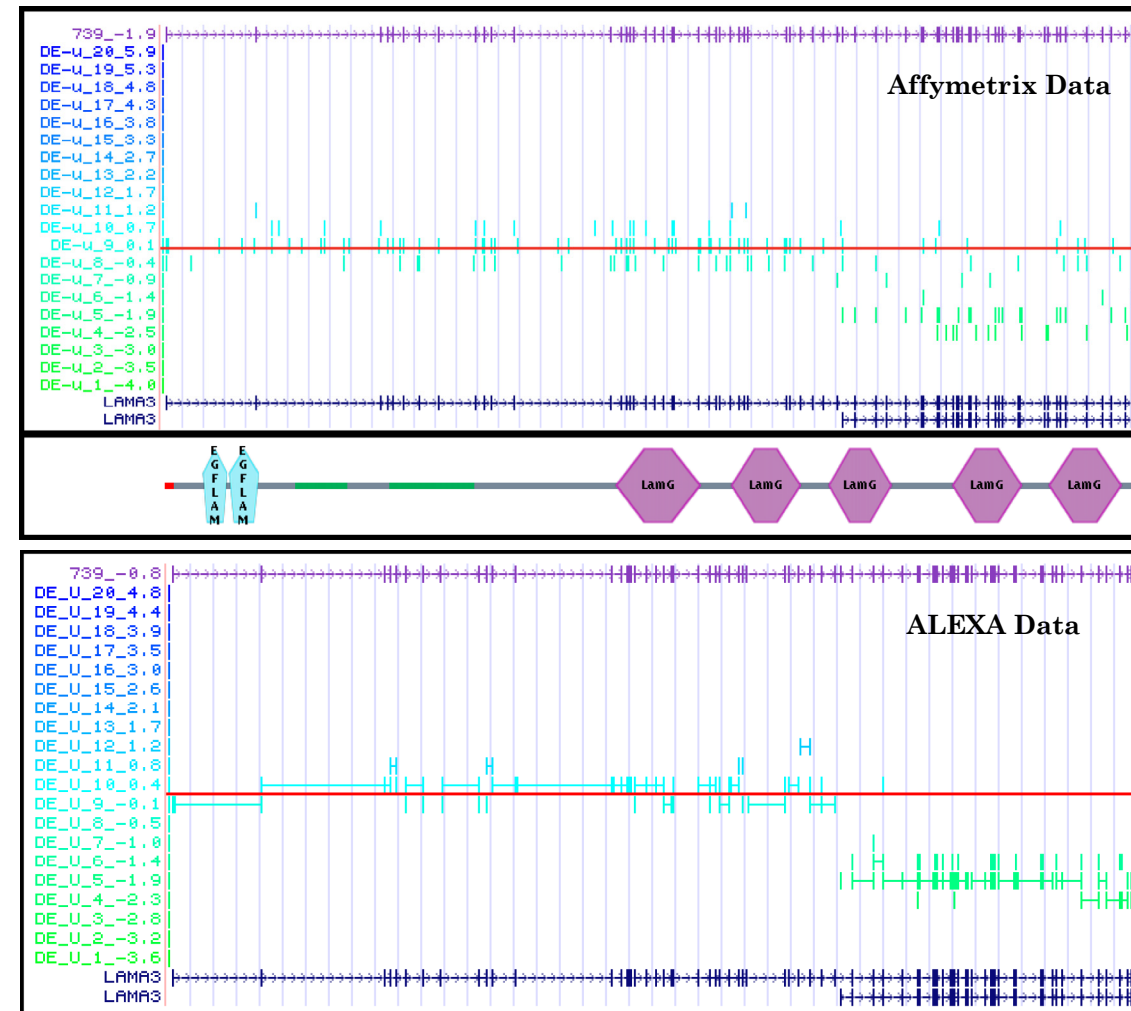 739_-1.9
DE-u_20_5.9
DE-u_19_5.3
DE-u_18_4.8
DE-u_17_4.3
DE-u_16_3.8
DE-u_15_3.3
DE-u_14_2.7
DE-u_13_2.2
DE-u_12_1.7
DE-u_11_1.2
DE-u_10_0.7
DE-u_9_0.1
DE-u_8_-0.4
DE-u_7_-0.9
DE-u_6_-1.4
DE-u_5_-1.9
DE-u_4_-2.5
DE-u_3_-3.0
DE-u_2_-3.5
DE-u_1_-4.0
LAMA3
LAMA3
Affymetrix Data
EGFLAM
EGFLAM
LamG
LamG
LamG
LamG
LamG
739_-0.8
DE_U_20_4.8
DE_U_19_4.4
DE_U_18_3.9
DE_U_17_3.5
DE_U_16_3.0
DE_U_15_2.6
DE_U_14_2.1
DE_U_13_1.7
DE_U_12_1.2
DE_U_11_0.8
DE_U_10_0.4
DE_U_9_-0.1
DE_U_8_-0.5
DE_U_7_-1.0
DE_U_6_-1.4
DE_U_5_-1.9
DE_U_4_-2.3
DE_U_3_-2.8
DE_U_2_-3.2
DE_U_1_-3.6
LAMA3
LAMA3
ALEXA Data